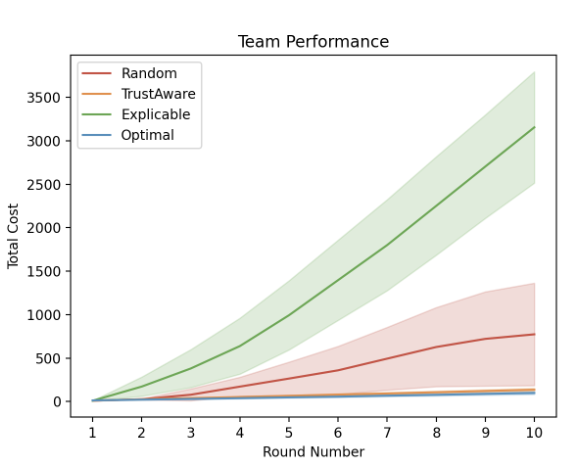 Team Performance
Random
TrustAware
Explicable
Optimal
3500
3000
2500
2000
1500
1000
500
0
Total Cost
1 2 3 4 5 6 7 8 9 10
Round Number